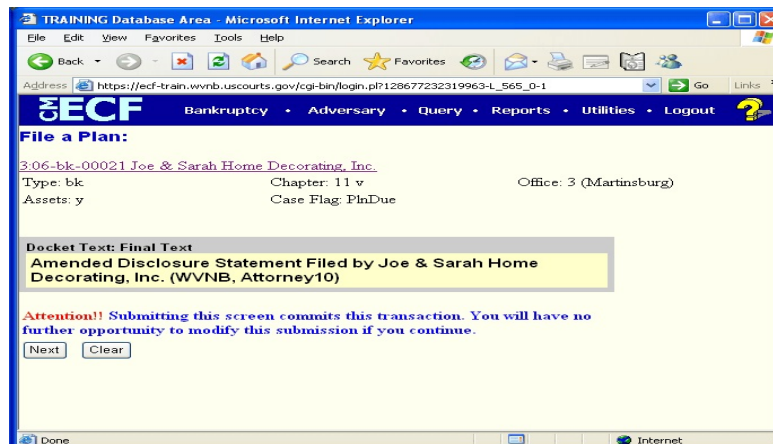 TRAINING Database Area - Microsoft Internet Explorer
File Edit View Favorites Tools Help
Back Search Favorites
Address https://ecf-train.wvnb.uscourts.gov/cgi-bin/login.pl?128677232319963-L_565_0-1 Go Links
ECF Bankruptcy • Adversary • Query • Reports • Utilities • Logout ?
File a Plan:
3:06-bk-00021 Joe & Sarah Home Decorating, Inc.
Type: bk Chapter: 11 v Office: 3 (Martinsburg)
Assets: y Case Flag: PlnDue
Docket Text: Final Text
Amended Disclosure Statement Filed by Joe & Sarah Home
Decorating, Inc. (WVNB, Attorney10)
Attention!! Submitting this screen commits this transaction. You will have no
further opportunity to modify this submission if you continue.
Next Clear
Done Internet